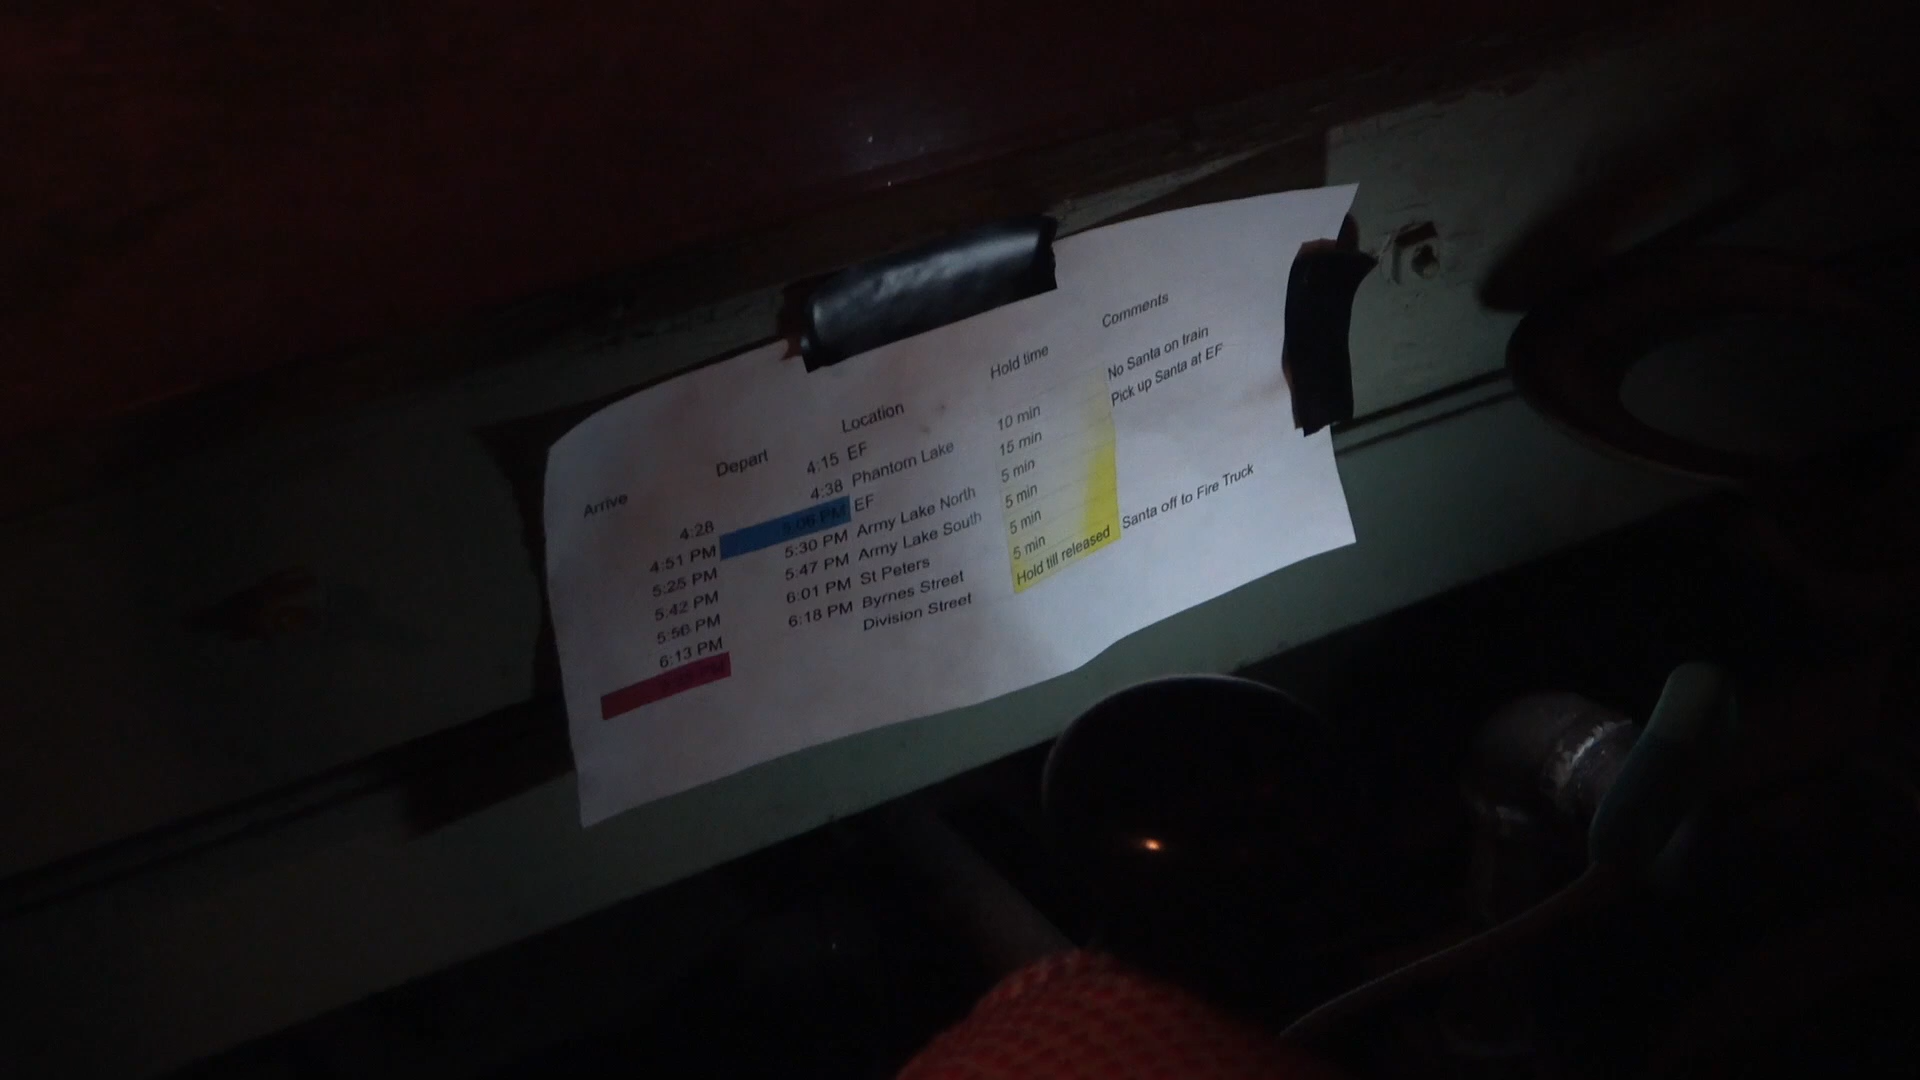 Arrive Depart Location Hold time Comments
4:15 EF No Santa on train
4:28 4:38 Phantom Lake 10 min Pick up Santa at EF
4:51 PM 5:06 PM EF 15 min
5:25 PM 5:30 PM Army Lake North 5 min
5:42 PM 5:47 PM Army Lake South 5 min
5:56 PM 6:01 PM St Peters 5 min
6:13 PM 6:18 PM Byrnes Street 5 min
Division Street Hold till released Santa off to Fire Truck